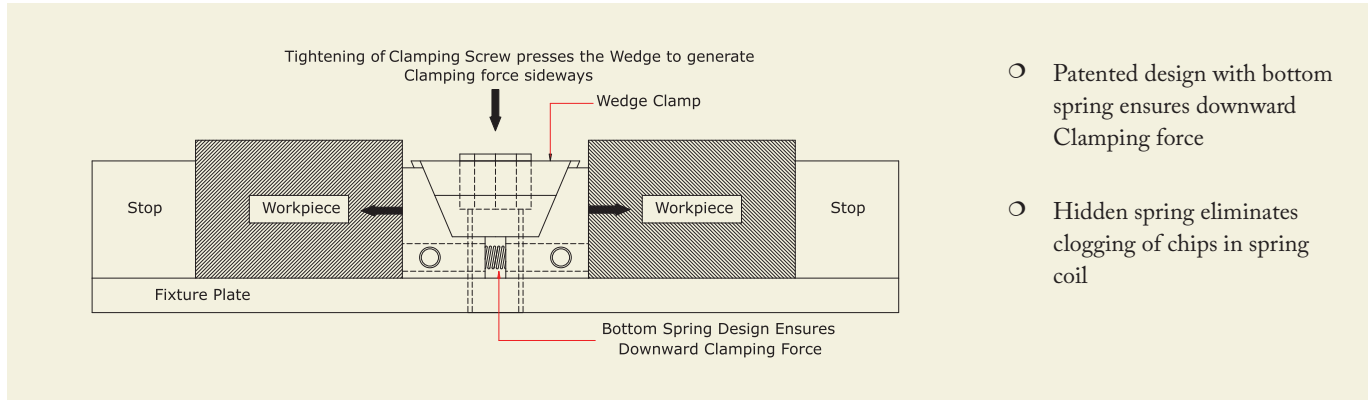 Tightening of Clamping Screw presses the Wedge to generate
Clamping force sideways
Wedge Clamp
Stop
Workpiece
Workpiece
Stop
Fixture Plate
Bottom Spring Design Ensures
Downward Clamping Force
Patented design with bottom
spring ensures downward
Clamping force
Hidden spring eliminates
clogging of chips in spring
coil